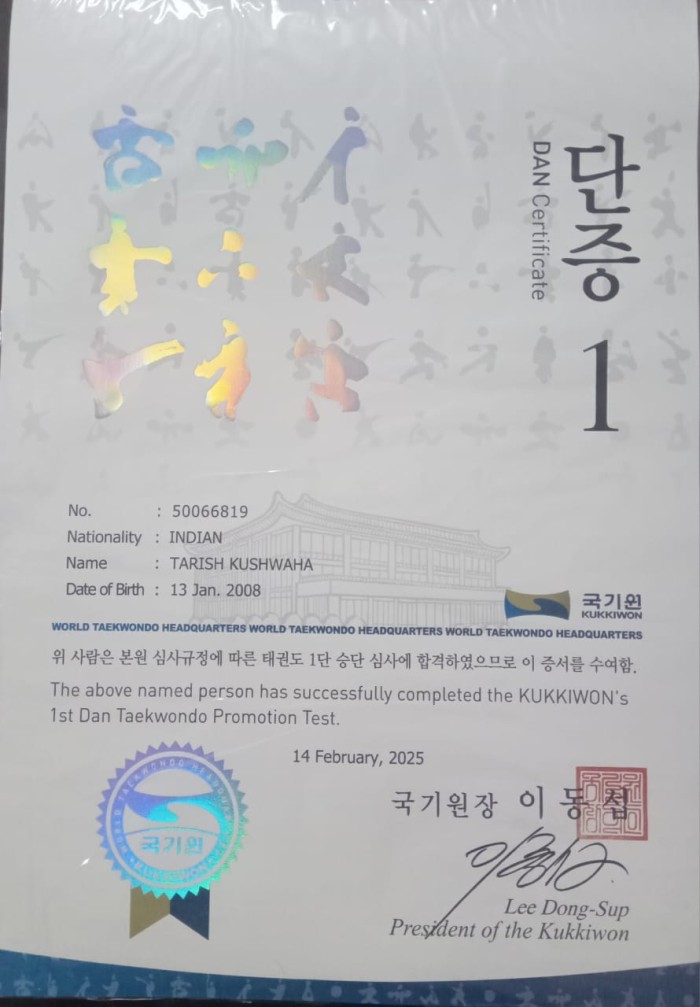 단증
DAN Certificate
1
No. : 50066819
Nationality : INDIAN
Name : TARISH KUSHWAHA
Date of Birth : 13 Jan. 2008
국기원
KUKKIWON
WORLD TAEKWONDO HEADQUARTERS WORLD TAEKWONDO HEADQUARTERS WORLD TAEKWONDO HEADQUARTERS
위 사람은 본원 심사규정에 따른 태권도 1단 승단 심사에 합격하였으므로 이 증서를 수여함.
The above named person has successfully completed the KUKKIWON's
1st Dan Taekwondo Promotion Test.
14 February, 2025
국기원장 이동섭
국기원
Lee Dong-Sup
President of the Kukkiwon